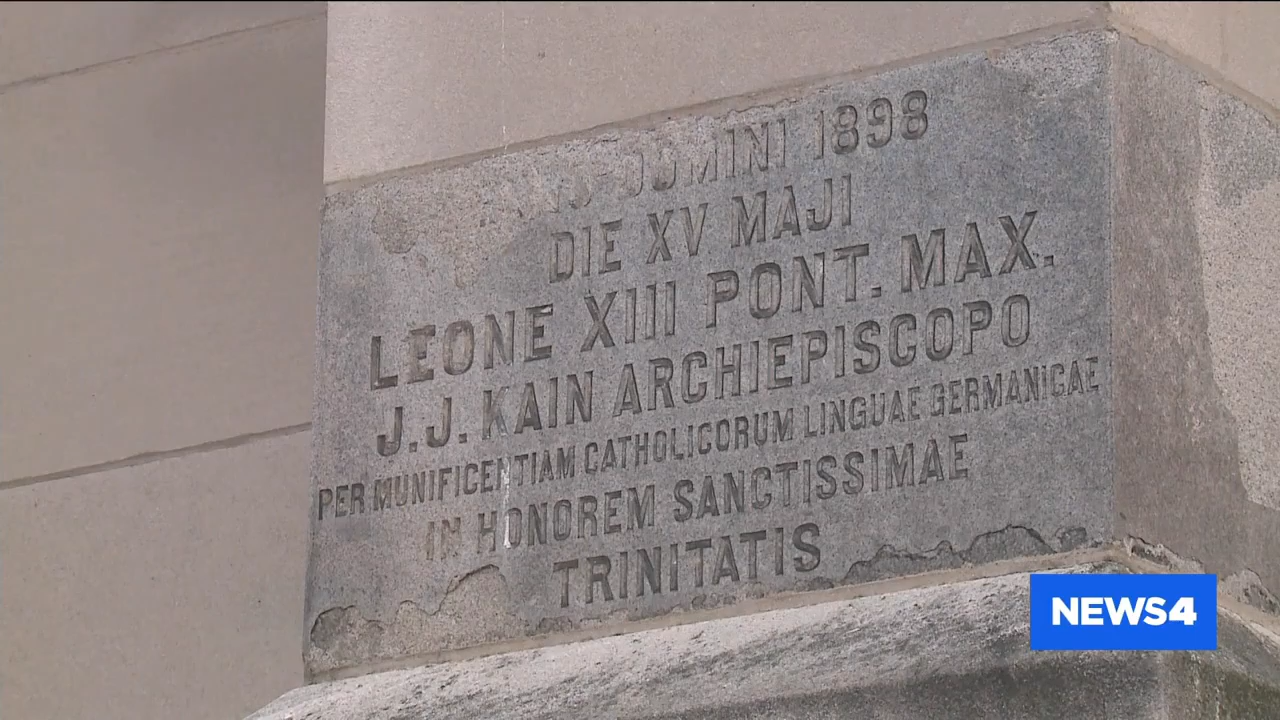 DOMINI 1898
DIE XV MAJI
LEONE XIII PONT. MAX.
J.J. KAIN ARCHIEPISCOPO
PER MUNIFICENTIAM CATHOLICORUM LINGUAE GERMANICAE
IN HONOREM SANCTISSIMAE
TRINITATIS
NEWS4